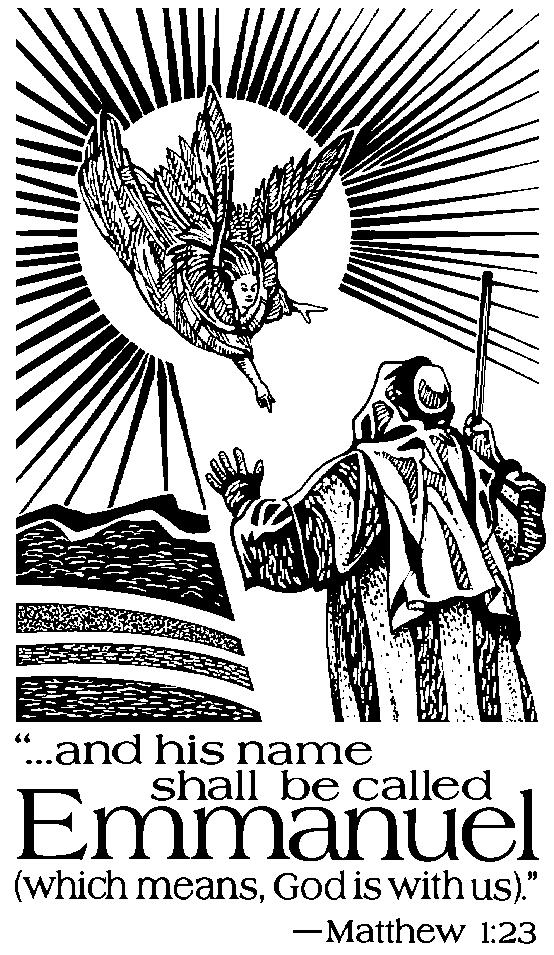 “...and his name
shall be called
Emmanuel
(which means, God is with us).”
—Matthew 1:23